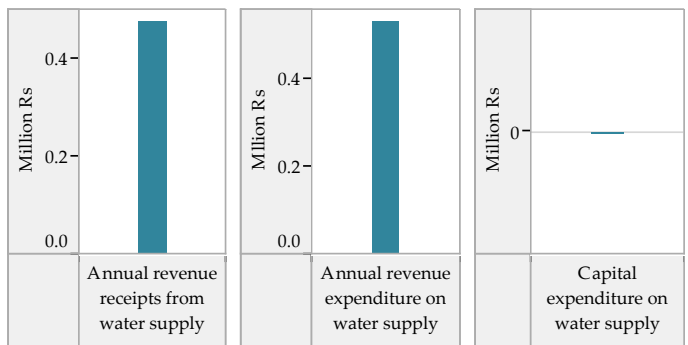 Million Rs
0.4
0.2
0.0
Annual revenue
receipts from
water supply
Mllion Rs
0.4
0.2
0.0
Annual revenue
expenditure on
water supply
Million Rs
0
Capital
expenditure on
water supply